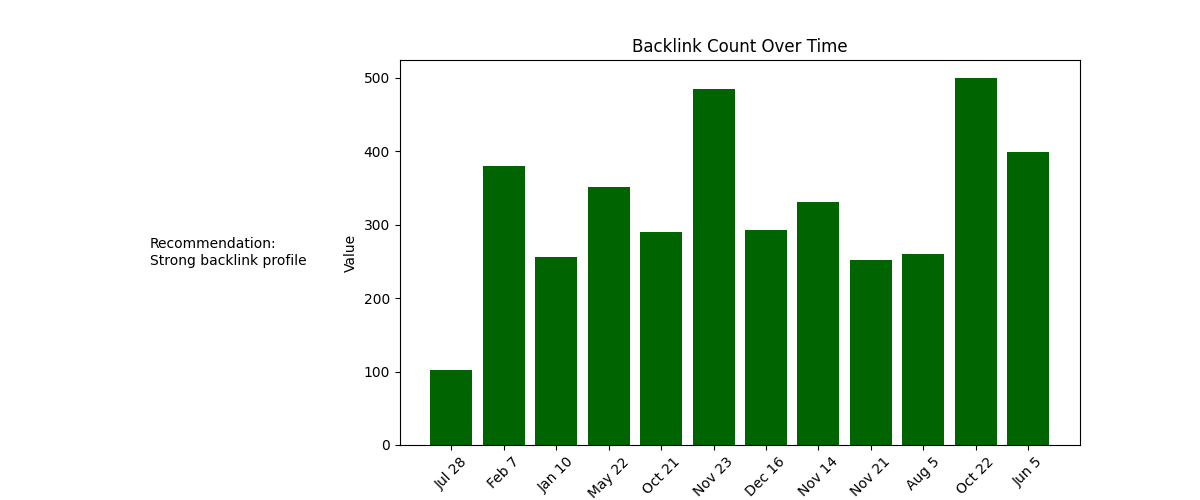 Backlink Count Over Time
Recommendation:
Strong backlink profile
Value
500
400
300
200
100
0
Jul 28
Feb 7
Jan 10
May 22
Oct 21
Nov 23
Dec 16
Nov 14
Nov 21
Aug 5
Oct 22
Jun 5